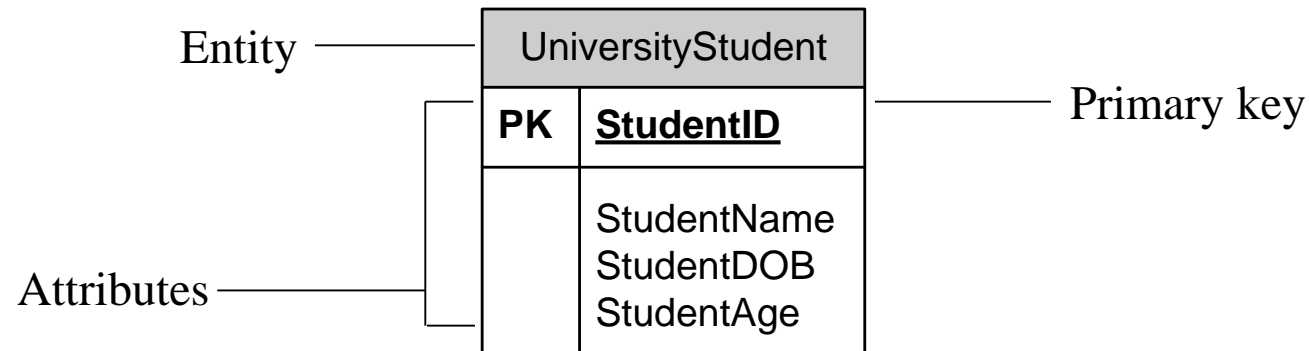 Entity
UniversityStudent
PK StudentID
Primary key
StudentName
StudentDOB
StudentAge
Attributes